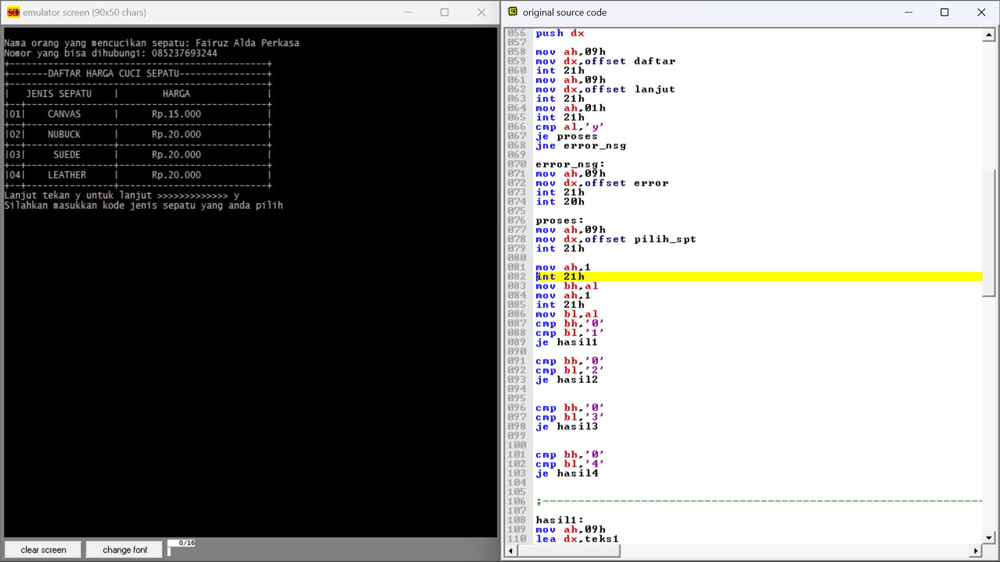 emulator screen (90x50 chars)
Nama orang yang mencucikan sepatu: Fairuz Alda Perkasa
Nomor yang bisa dihubungi: 085237693244
+-----------------------------------------------+
+-------DAFTAR HARGA CUCI SEPATU----------------+
+-----------------------------------------------+
|   JENIS SEPATU    |        HARGA              |
+--+--------------------------------------------+
|01|    CANVAS      |      Rp.15.000            |
+--+--------------------------------------------+
|02|    NUBUCK      |      Rp.20.000            |
+--+----------------+---------------------------+
|03|     SUEDE      |      Rp.20.000            |
+--+----------------+---------------------------+
|04|    LEATHER     |      Rp.20.000            |
+--+----------------+---------------------------+
Lanjut tekan y untuk lanjut >>>>>>>>>>>>> y
Silahkan masukkan kode jenis sepatu yang anda pilih
clear screen
change font
0/16
original source code
056 push dx
057
058 mov ah,09h
059 mov dx,offset daftar
060 int 21h
061 mov ah,09h
062 mov dx,offset lanjut
063 int 21h
064 mov ah,01h
065 int 21h
066 cmp al,'y'
067 je proses
068 jne error_nsg
069
070 error_nsg:
071 mov ah,09h
072 mov dx,offset error
073 int 21h
074 int 20h
075
076 proses:
077 mov ah,09h
078 mov dx,offset pilih_spt
079 int 21h
080
081 mov ah,1
082 int 21h
083 mov bh,al
084 mov ah,1
085 int 21h
086 mov bl,al
087 cmp bh,'0'
088 cmp bl,'1'
089 je hasil1
090
091 cmp bh,'0'
092 cmp bl,'2'
093 je hasil2
094
095
096 cmp bh,'0'
097 cmp bl,'3'
098 je hasil3
099
100
101 cmp bh,'0'
102 cmp bl,'4'
103 je hasil4
104
105
106 ;---------------------------------------------------------------
107
108 hasil1:
109 mov ah,09h
110 lea dx,teks1